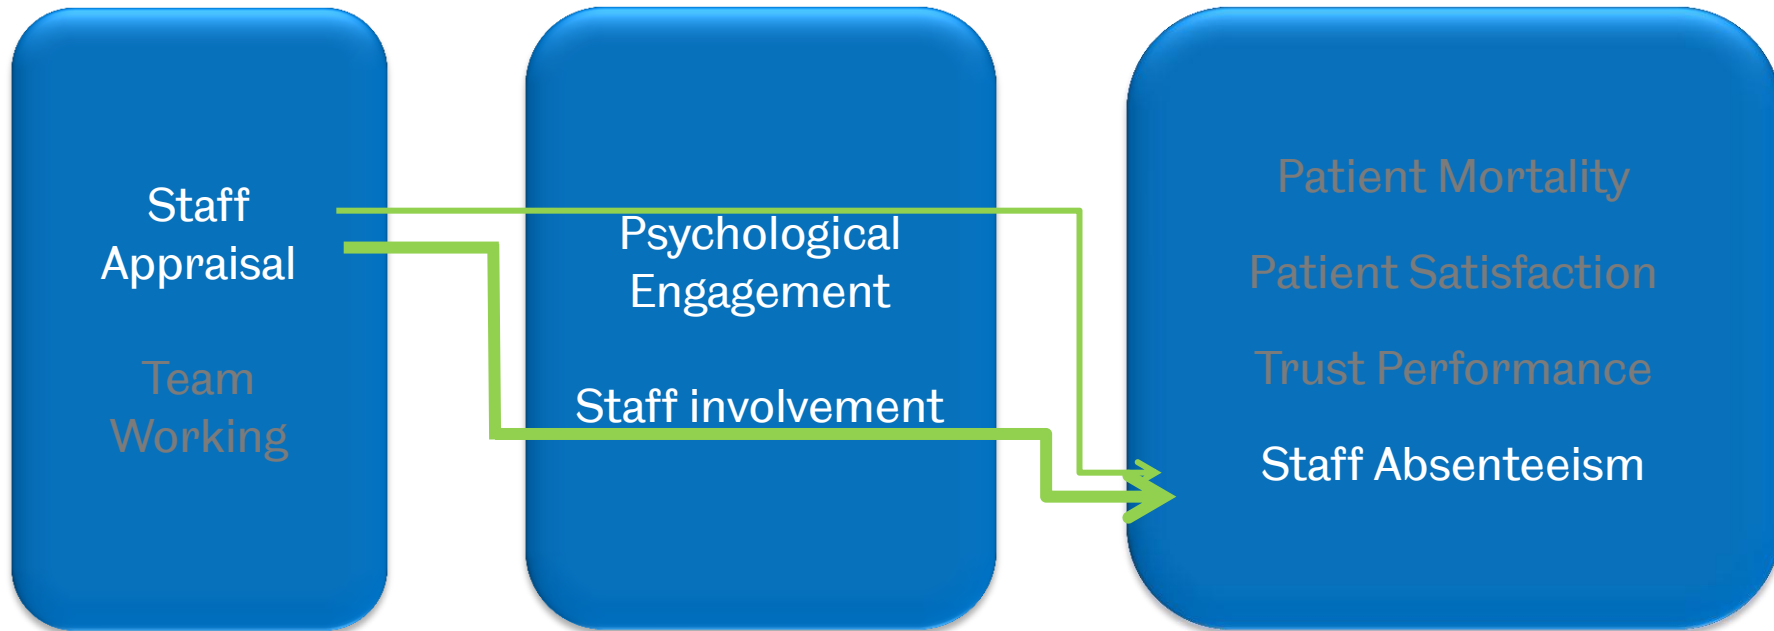 Staff
Appraisal
Team
Working
Psychological
Engagement
Staff involvement
Patient Mortality
Patient Satisfaction
Trust Performance
Staff Absenteeism